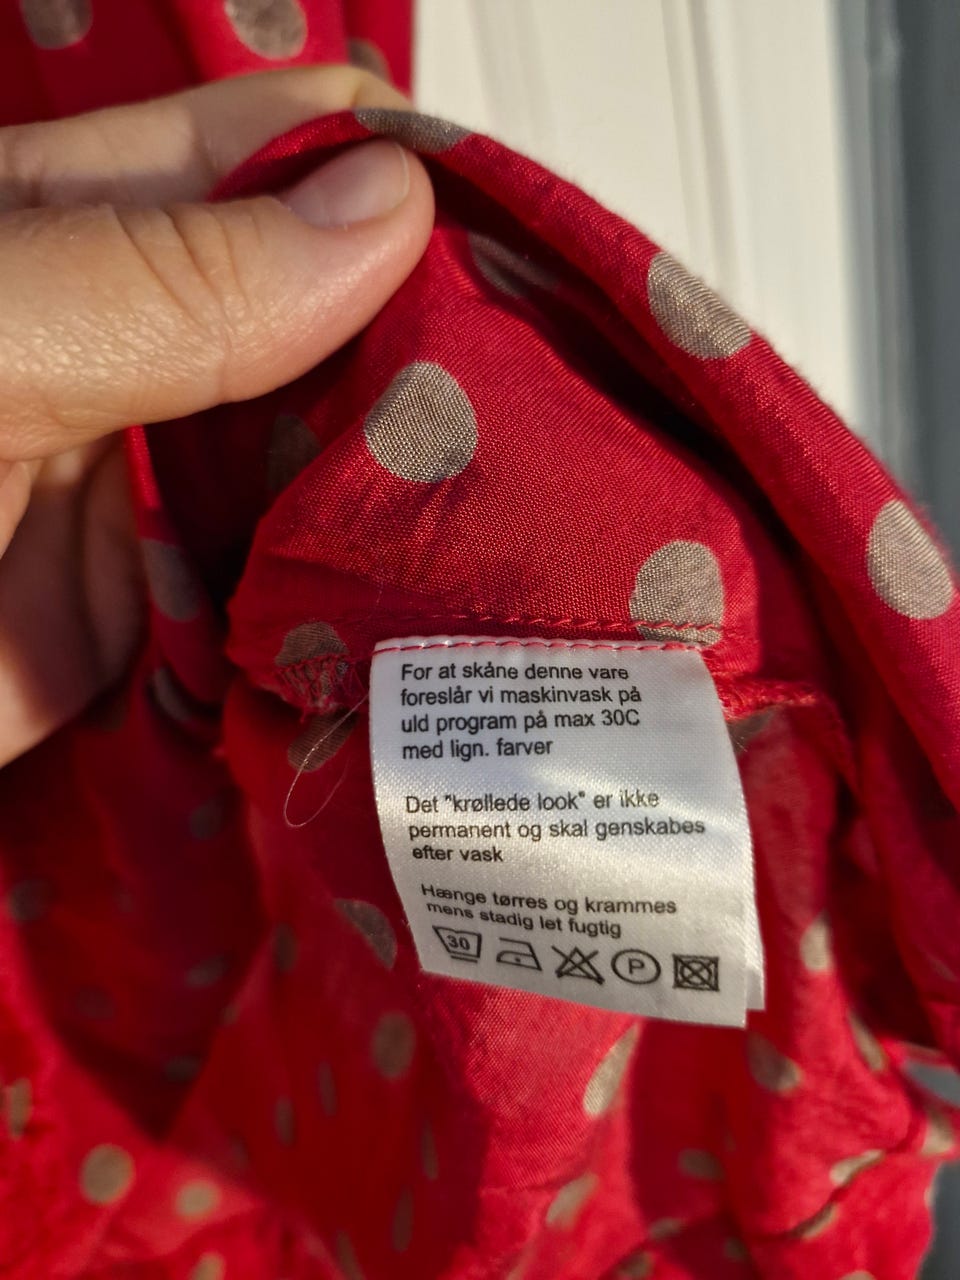 For at skåne denne vare
foreslår vi maskinvask på
uld program på max 30C
med lign. farver
Det "krøllede look" er ikke
permanent og skal genskabes
efter vask
Hænge tørres og krammes
mens stadig let fugtig
30 P